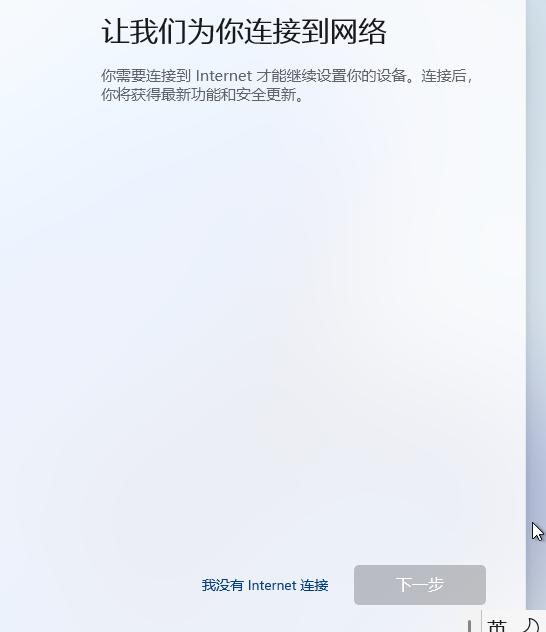 让我们为你连接到网络
你需要连接到 Internet 才能继续设置你的设备。连接后，
你将获得最新功能和安全更新。
我没有 Internet 连接
下一步
英